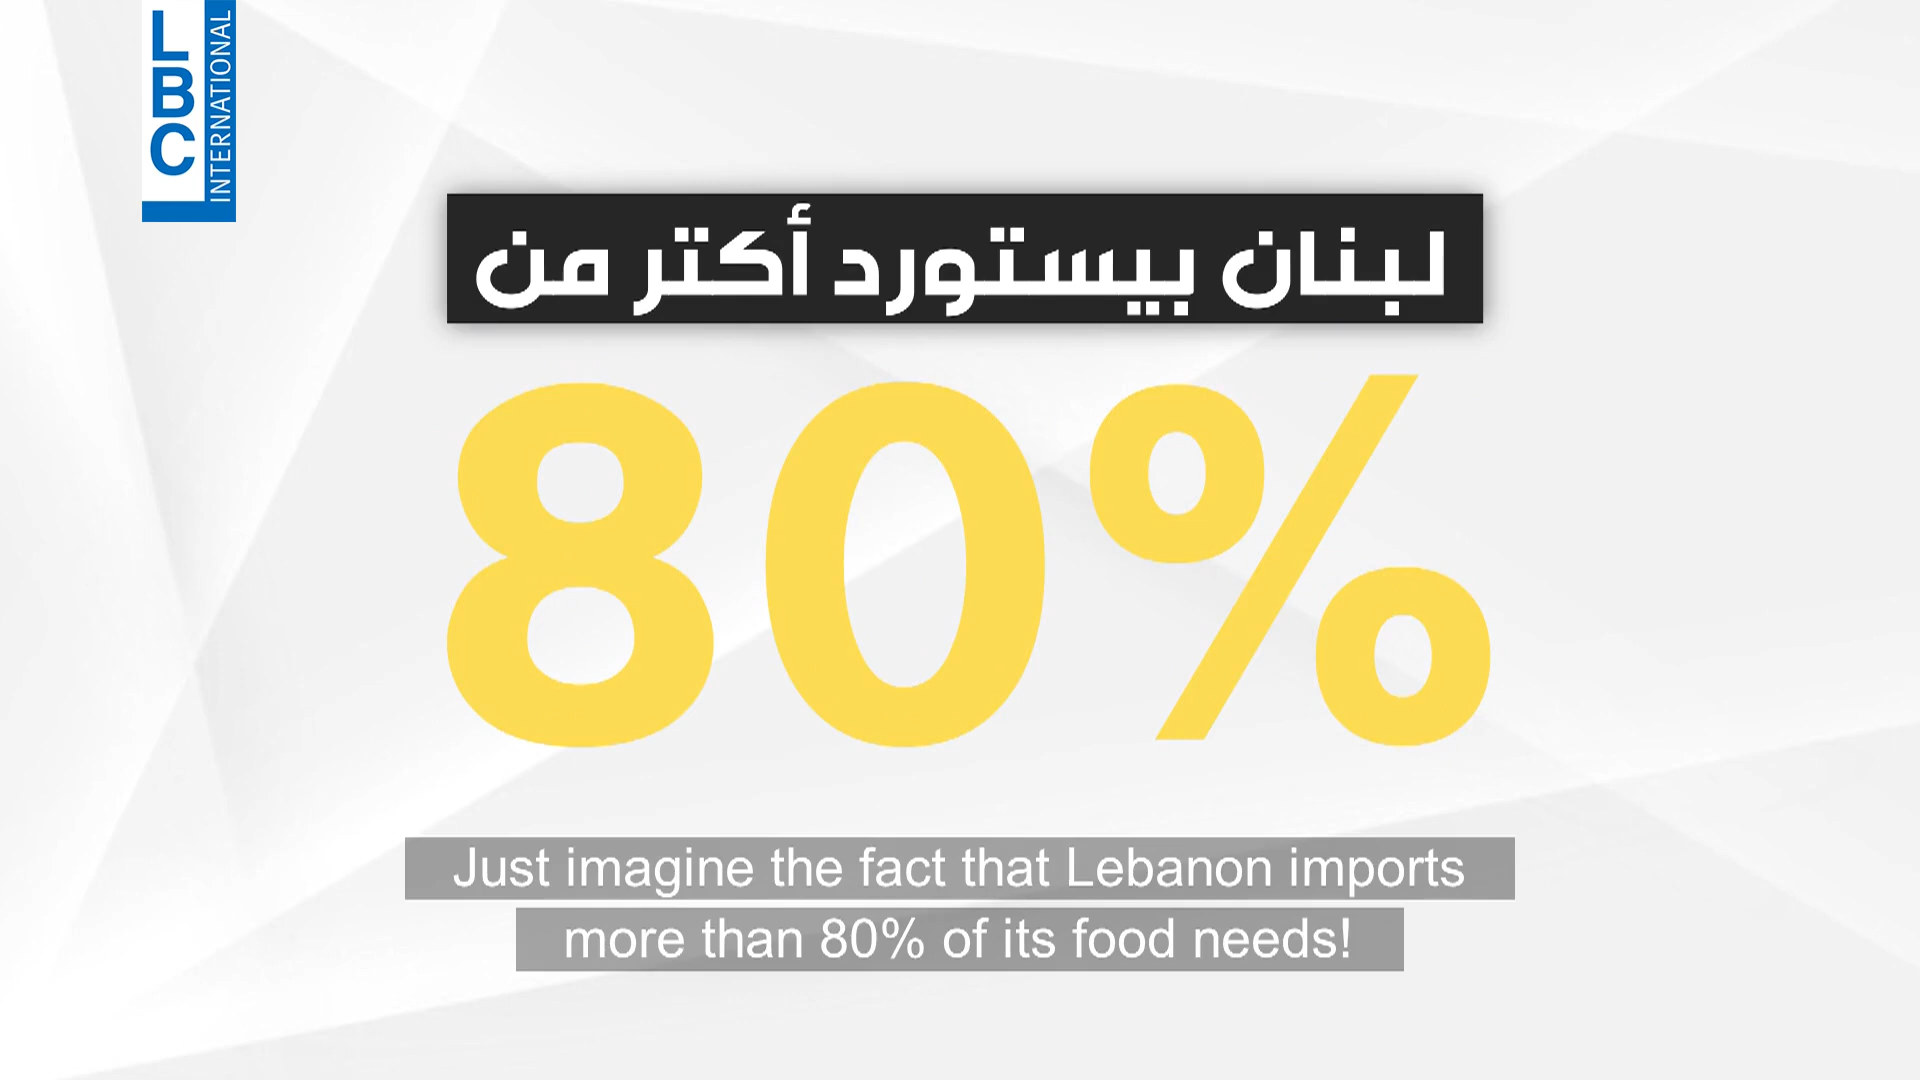 LBC
INTERNATIONAL
لبنان بيستورد أكتر من
80%
Just imagine the fact that Lebanon imports
more than 80% of its food needs!